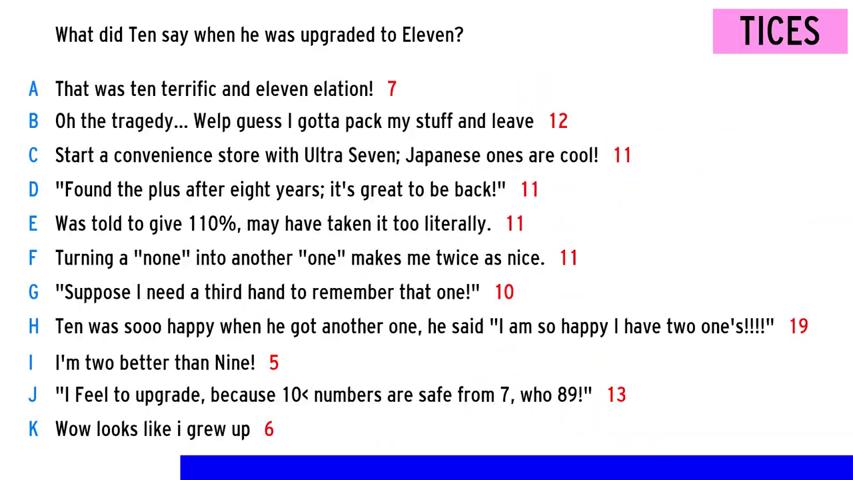 What did Ten say when he was upgraded to Eleven?
TICES
A That was ten terrific and eleven elation! 7
B Oh the tragedy... Welp guess I gotta pack my stuff and leave 12
C Start a convenience store with Ultra Seven; Japanese ones are cool! 11
D "Found the plus after eight years; it's great to be back!" 11
E Was told to give 110%, may have taken it too literally. 11
F Turning a "none" into another "one" makes me twice as nice. 11
G "Suppose I need a third hand to remember that one!" 10
H Ten was sooo happy when he got another one, he said "I am so happy I have two one's!!!!" 19
I I'm two better than Nine! 5
J "I Feel to upgrade, because 10< numbers are safe from 7, who 89!" 13
K Wow looks like i grew up 6